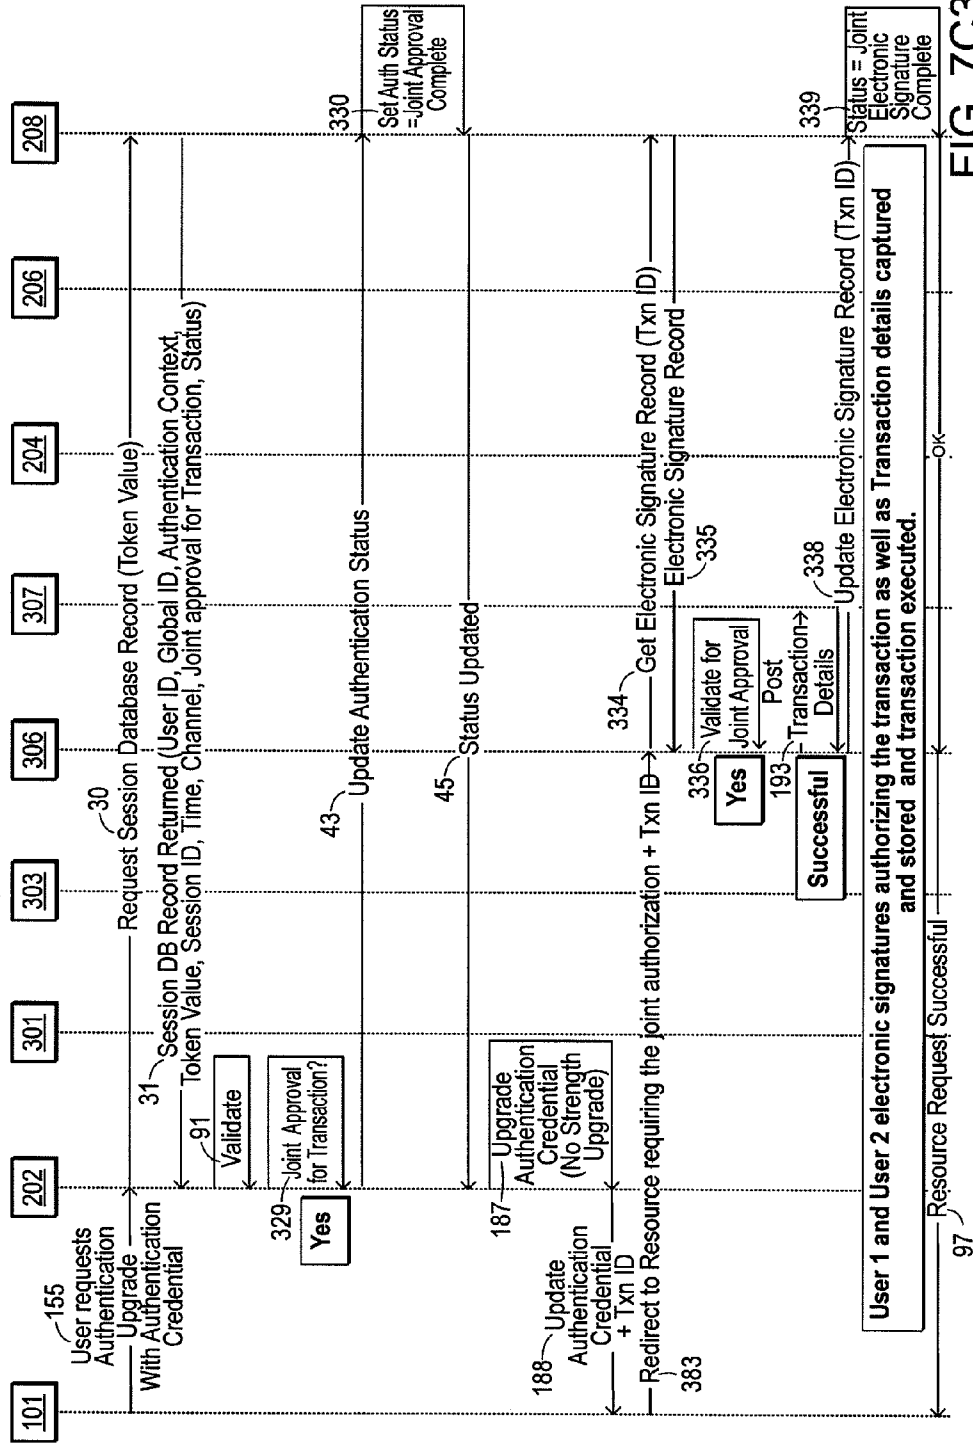 101
202
301
303
306
307
204
206
208
155
User requests
Authentication
Upgrade
With Authentication
Credential
30
Request Session Database Record (Token Value)
31
Session DB Record Returned (User ID, Global ID, Authentication Context,
Token Value, Session ID, Time, Channel, Joint approval for Transaction, Status)
91
Validate
329
Joint Approval
for Transaction?
Yes
43
Update Authentication Status
330
Set Auth Status
=Joint Approval
Complete
45
Status Updated
187
Upgrade
Authentication
Credential
(No Strength
Upgrade)
188
Update
Authentication
Credential
+ Txn ID
Redirect to Resource requiring the joint authorization + Txn ID
383
334
Get Electronic Signature Record (Txn ID)
Electronic Signature Record
335
336
Validate for
Joint Approval
Yes
193
Post
Transaction
Details
Successful
338
Update Electronic Signature Record (Txn ID)
339
Status = Joint
Electronic
Signature
Complete
User 1 and User 2 electronic signatures authorizing the transaction as well as Transaction details captured
and stored and transaction executed.
OK
Resource Request Successful
97
FIG. 7C3